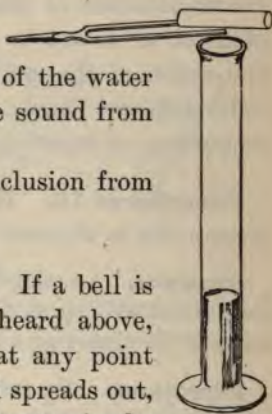 of the water
e sound from
clusion from
If a bell is
heard above,
at any point
spreads out,